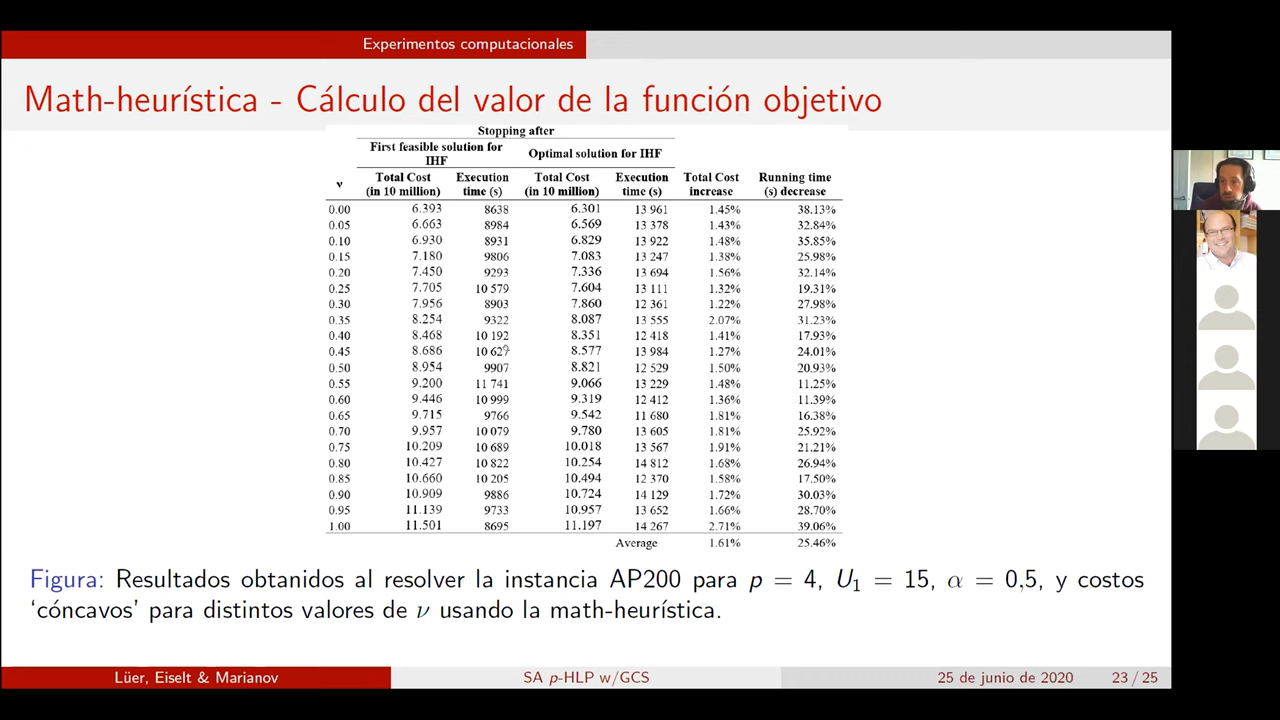 Experimentos computacionales
Math-heurística - Cálculo del valor de la función objetivo
Stopping after
First feasible solution for IHF Optimal solution for IHF
ν Total Cost (in 10 million) Execution time (s) Total Cost (in 10 million) Execution time (s) Total Cost increase Running time (s) decrease
0.00 6.393 8638 6.301 13 961 1.45% 38.13%
0.05 6.663 8984 6.569 13 378 1.43% 32.84%
0.10 6.930 8931 6.829 13 922 1.48% 35.85%
0.15 7.180 9806 7.083 13 247 1.38% 25.98%
0.20 7.450 9293 7.336 13 694 1.56% 32.14%
0.25 7.705 10 579 7.604 13 111 1.32% 19.31%
0.30 7.956 8903 7.860 12 361 1.22% 27.98%
0.35 8.254 9322 8.087 13 555 2.07% 31.23%
0.40 8.468 10 192 8.351 12 418 1.41% 17.93%
0.45 8.686 10 627 8.577 13 984 1.27% 24.01%
0.50 8.954 9907 8.821 12 529 1.50% 20.93%
0.55 9.200 11 741 9.066 13 229 1.48% 11.25%
0.60 9.446 10 999 9.319 12 412 1.36% 11.39%
0.65 9.715 9766 9.542 11 680 1.81% 16.38%
0.70 9.957 10 079 9.780 13 605 1.81% 25.92%
0.75 10.209 10 689 10.018 13 567 1.91% 21.21%
0.80 10.427 10 822 10.254 14 812 1.68% 26.94%
0.85 10.660 10 205 10.494 12 370 1.58% 17.50%
0.90 10.909 9886 10.724 14 129 1.72% 30.03%
0.95 11.139 9733 10.957 13 652 1.66% 28.70%
1.00 11.501 8695 11.197 14 267 2.71% 39.06%
Average 1.61% 25.46%
Figura: Resultados obtanidos al resolver la instancia AP200 para p = 4, U₁ = 15, α = 0,5, y costos
‘cóncavos’ para distintos valores de ν usando la math-heurística.
Lüer, Eiselt & Marianov SA p-HLP w/GCS 25 de junio de 2020 23 / 25